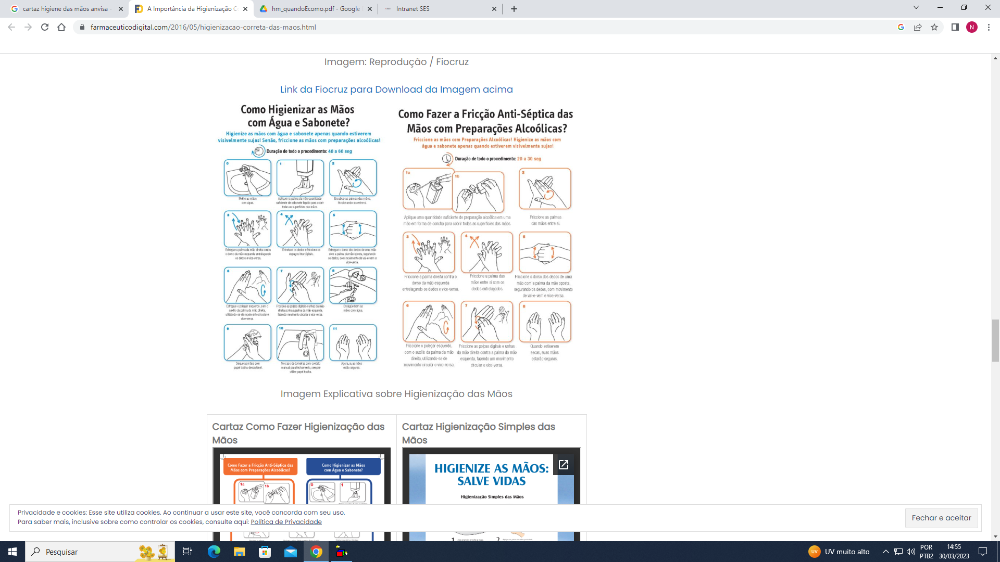 cartaz higiene das mãos anvisa -
A Importância da Higienização C
hm_quandoEcomo.pdf - Google
Intranet SES
farmaceuticodigital.com/2016/05/higienizacao-correta-das-maos.html
N
Imagem: Reprodução / Fiocruz
Link da Fiocruz para Download da Imagem acima
Como Higienizar as Mãos
com Água e Sabonete?
Higienize as mãos com água e sabonete apenas quando estiverem
visivelmente sujas! Senão, friccione as mãos com preparações alcoólicas!
Duração de todo o procedimento: 40 a 60 seg
0
1
2
Molhe as mãos
com água.
Aplique na palma da mão quantidade
suficiente de sabonete líquido para cobrir
todas as superfícies das mãos.
Ensaboe as palmas das mãos,
friccionando-as entre si.
3
4
5
Esfregue a palma da mão direita contra
o dorso da mão esquerda entrelaçando
os dedos e vice-versa.
Entrelace os dedos e friccione os
espaços interdigitais.
Esfregue o dorso dos dedos de uma mão
com a palma da mão oposta, segurando
os dedos, com movimento de vai-e-vem e
vice-versa.
6
7
8
Esfregue o polegar esquerdo, com o
auxílio da palma da mão direita,
utilizando-se de movimento circular e
vice-versa.
Friccione as polpas digitais e unhas da mão
direita contra a palma da mão esquerda,
fazendo movimento circular e vice-versa.
Enxágue bem as
mãos com água.
9
10
11
Seque as mãos com
papel toalha descartável.
No caso de torneiras com contato
manual para fechamento, sempre
utilize papel toalha.
Agora, suas mãos
estão seguras.
Como Fazer a Fricção Anti-Séptica das
Mãos com Preparações Alcoólicas?
Friccione as mãos com Preparações Alcoólicas! Higienize as mãos com
água e sabonete apenas quando estiverem visivelmente sujas!
Duração de todo o procedimento: 20 a 30 seg
1a
1b
2
Aplique uma quantidade suficiente de preparação alcoólica em uma
mão em forma de concha para cobrir todas as superfícies das mãos.
Friccione as palmas
das mãos entre si.
3
4
5
Friccione a palma direita contra o
dorso da mão esquerda
entrelaçando os dedos e vice-versa.
Friccione a palma das
mãos entre si com os
dedos entrelaçados.
Friccione o dorso dos dedos de uma
mão com a palma da mão oposta,
segurando os dedos, com movimento
de vai-e-vem e vice-versa.
6
7
8
Friccione o polegar esquerdo,
com o auxílio da palma da mão
direita, utilizando-se de
movimento circular e vice-versa.
Friccione as polpas digitais e unhas
da mão direita contra a palma da mão
esquerda, fazendo um movimento
circular e vice-versa.
Quando estiverem
secas, suas mãos
estarão seguras.
Imagem Explicativa sobre Higienização das Mãos
Cartaz Como Fazer Higienização das
Mãos
Como Fazer a Fricção Anti-Séptica das
Mãos com Preparações Alcoólicas?
Como Higienizar as Mãos
com Água e Sabonete?
1a
1b
0
1
Cartaz Higienização Simples das
Mãos
HIGIENIZE AS MÃOS:
SALVE VIDAS
Higienização Simples das Mãos
1
2
Privacidade e cookies: Esse site utiliza cookies. Ao continuar a usar este site, você concorda com seu uso.
Para saber mais, inclusive sobre como controlar os cookies, consulte aqui: Política de Privacidade
Fechar e aceitar
Pesquisar
UV
UV muito alto
POR
PTB2
14:55
30/03/2023